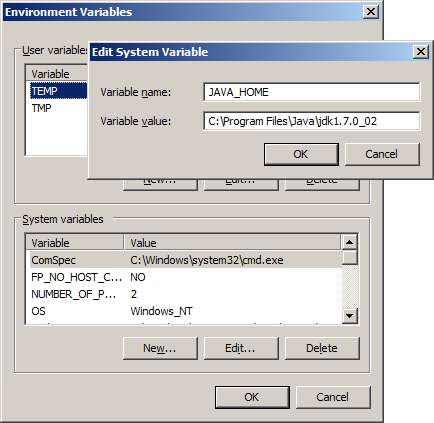 Environment Variables
User variables
Variable
TEMP
TMP
Edit System Variable
Variable name: JAVA_HOME
Variable value: C:\Program Files\Java\jdk1.7.0_02
OK Cancel
New... Edit... Delete
System variables
Variable Value
ComSpec C:\Windows\system32\cmd.exe
FP_NO_HOST_C... NO
NUMBER_OF_P... 2
OS Windows_NT
New... Edit... Delete
OK Cancel